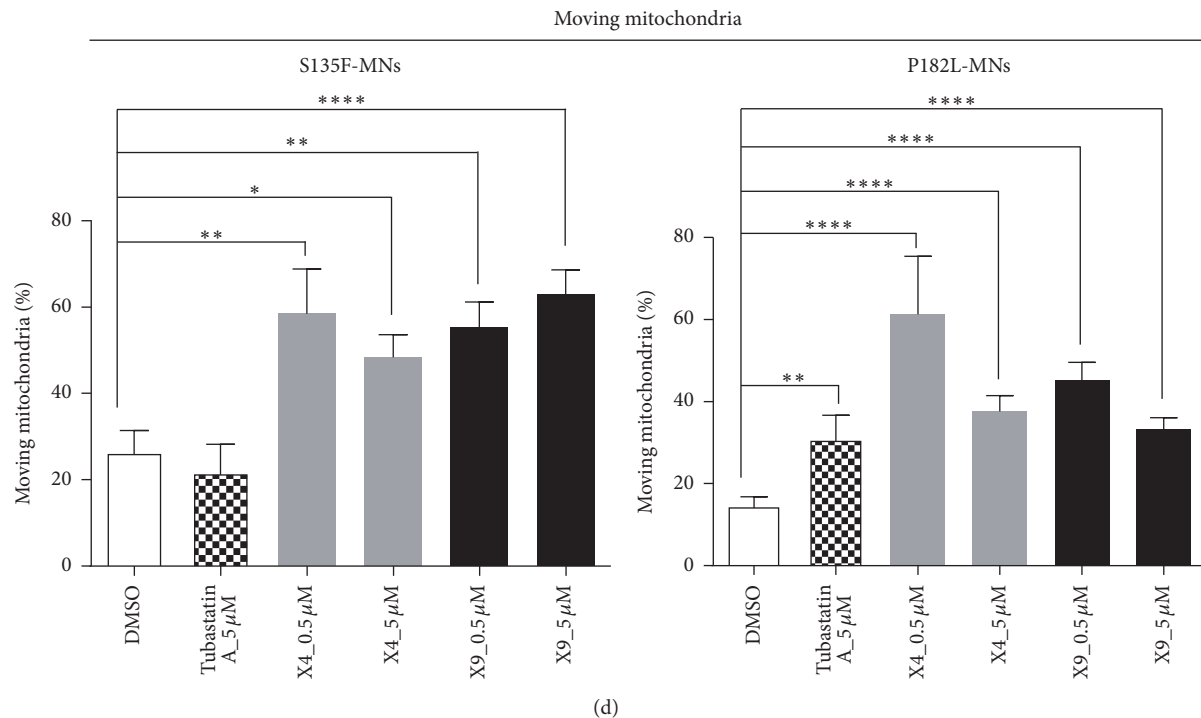 Moving mitochondria
S135F-MNs
****
**
*
**
80
60
40
20
0
Moving mitochondria (%)
DMSO
Tubastatin
A_5 μM
X4_0.5 μM
X4_5 μM
X9_0.5 μM
X9_5 μM
P182L-MNs
****
****
****
****
**
80
60
40
20
0
Moving mitochondria (%)
DMSO
Tubastatin
A_5 μM
X4_0.5 μM
X4_5 μM
X9_0.5 μM
X9_5 μM
(d)